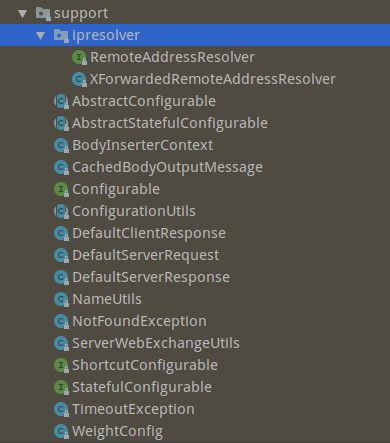 support
ipresolver
RemoteAddressResolver
XForwardedRemoteAddressResolver
AbstractConfigurable
AbstractStatefulConfigurable
BodyInserterContext
CachedBodyOutputMessage
Configurable
ConfigurationUtils
DefaultClientResponse
DefaultServerRequest
DefaultServerResponse
NameUtils
NotFoundException
ServerWebExchangeUtils
ShortcutConfigurable
StatefulConfigurable
TimeoutException
WeightConfig